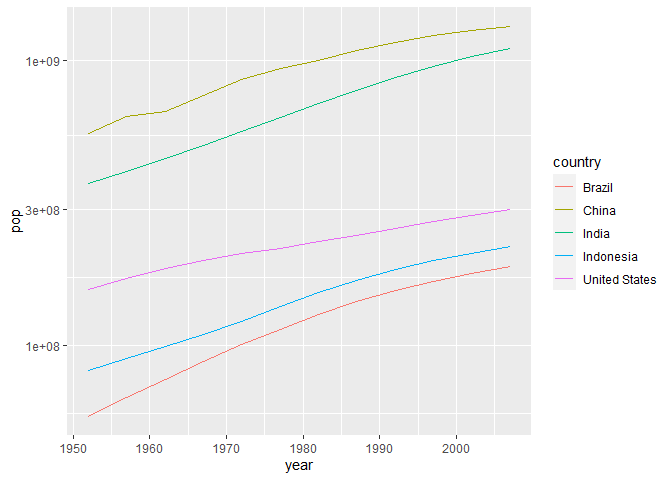 1e+09
3e+08
1e+08
pop
1950 1960 1970 1980 1990 2000
year
country
Brazil
China
India
Indonesia
United States